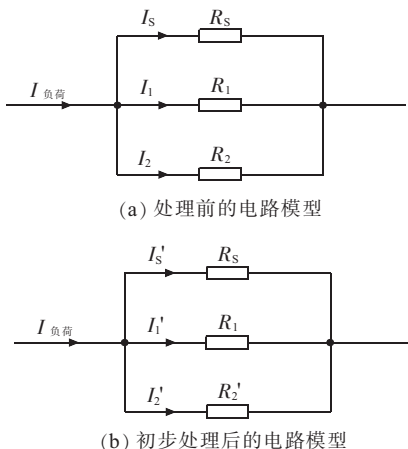 I_S R_S
I_负荷 I_1 R_1
I_2 R_2
(a) 处理前的电路模型
I_S' R_S
I_负荷 I_1' R_1
I_2' R_2'
(b) 初步处理后的电路模型